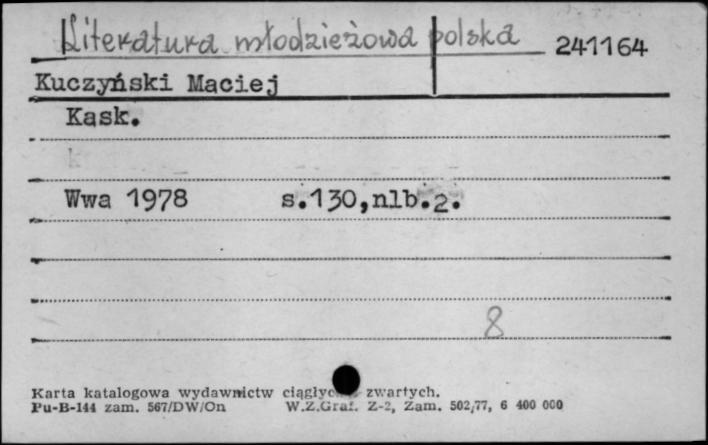 Literatura młodzieżowa polska 241164
Kuczyński Maciej
Kask.
Wwa 1978 s.130,nlb.2.
8
Karta katalogowa wydawnictw zwartych.
Pu-B-144 zam. 567/DW/On W.Z.Graf. Z-2, Zam. 502/77, 6 400 000